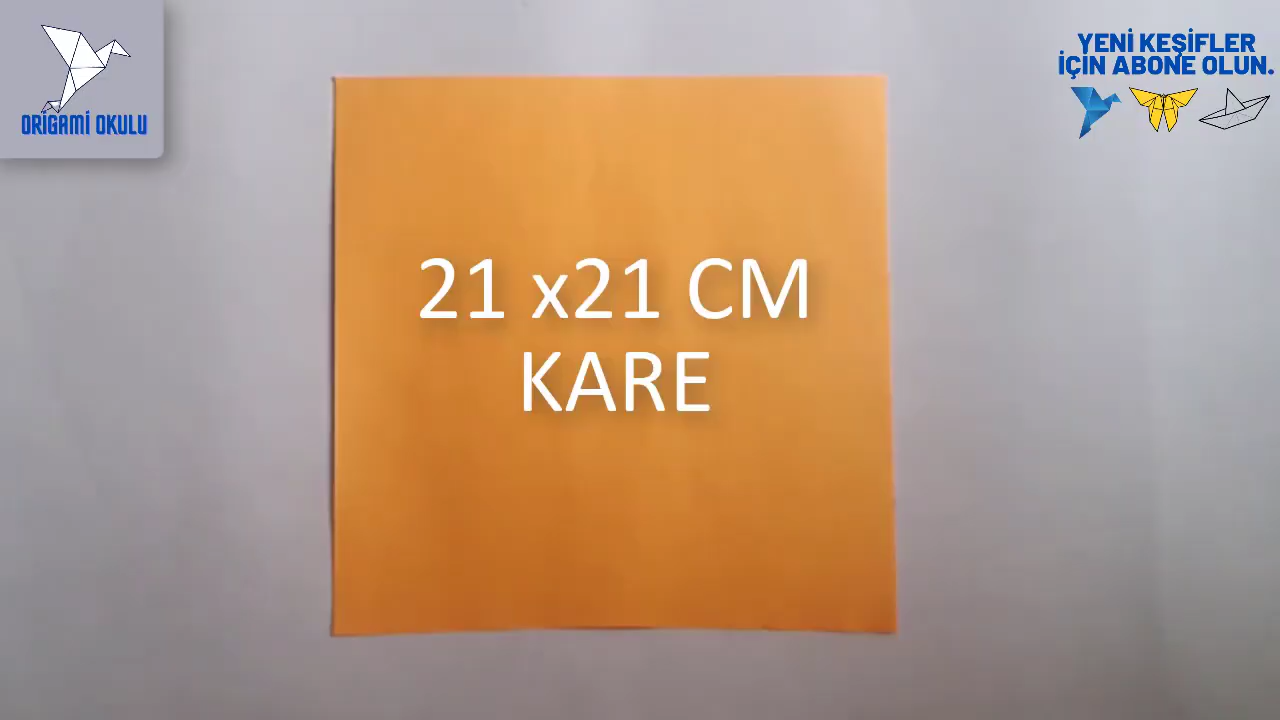 ORİGAMİ OKULU
YENİ KEŞİFLER
İÇİN ABONE OLUN.
21 x21 CM
KARE